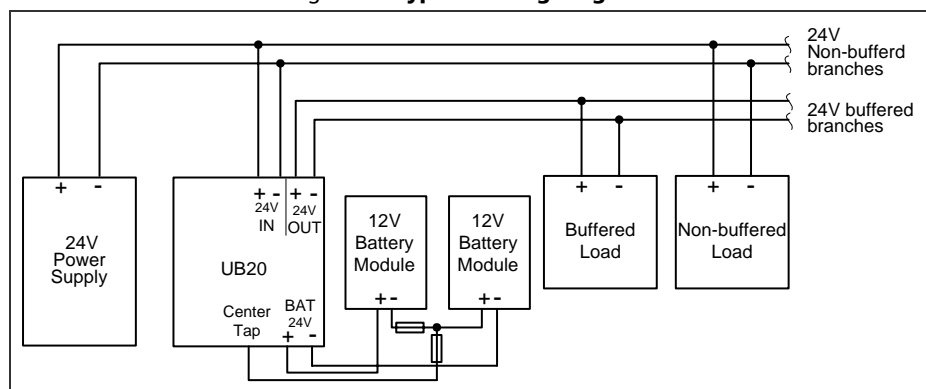 24V
Non-bufferd
branches
24V buffered
branches
+ -
24V
Power
Supply
+ - + -
24V 24V
IN OUT
UB20
Center
Tap
BAT
24V
+ -
12V
Battery
Module
+-
12V
Battery
Module
+-
+ -
Buffered
Load
+ -
Non-buffered
Load